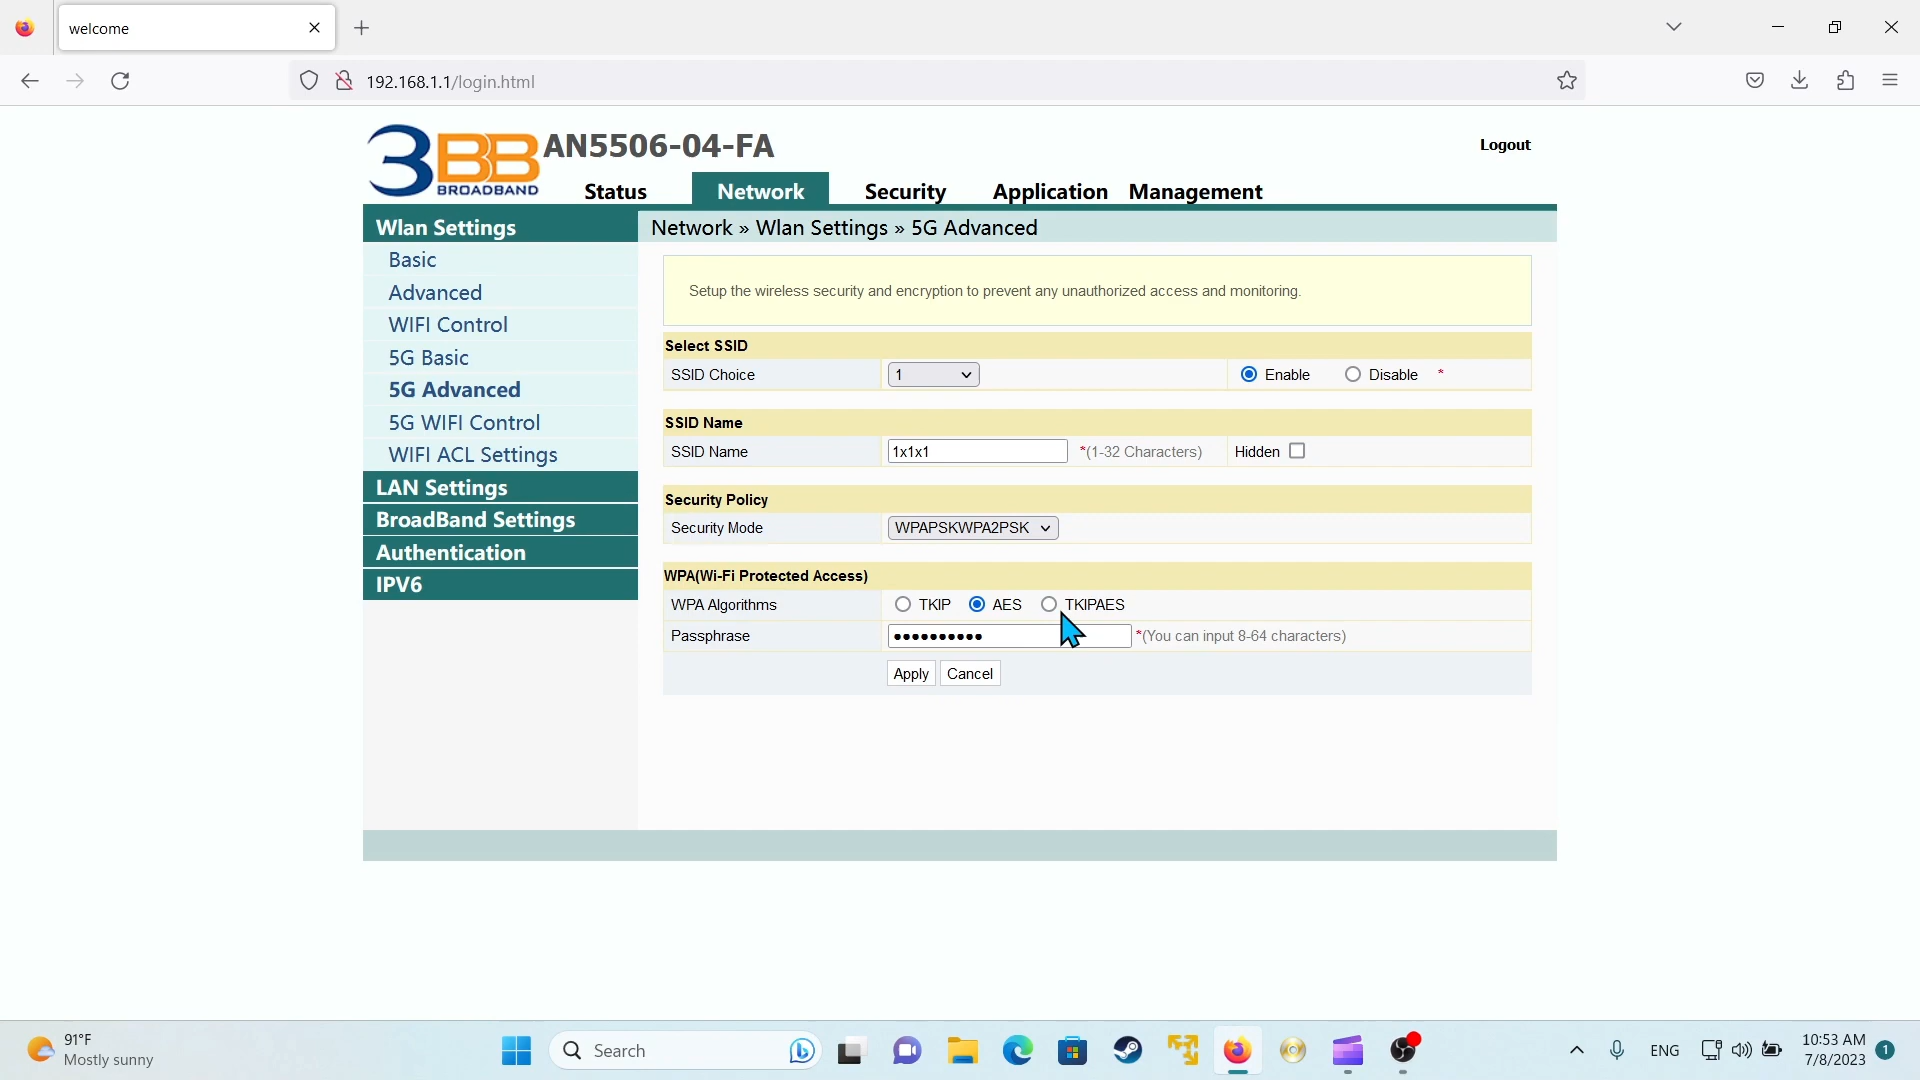 welcome
192.168.1.1/login.html
3BB BROADBAND
AN5506-04-FA
Logout
Status Network Security Application Management
Wlan Settings
Network » Wlan Settings » 5G Advanced
Basic
Advanced
WIFI Control
5G Basic
5G Advanced
5G WIFI Control
WIFI ACL Settings
LAN Settings
BroadBand Settings
Authentication
IPV6
Setup the wireless security and encryption to prevent any unauthorized access and monitoring.
Select SSID
SSID Choice 1 Enable Disable *
SSID Name
SSID Name 1x1x1 *(1-32 Characters) Hidden
Security Policy
Security Mode WPAPSKWPA2PSK
WPA(Wi-Fi Protected Access)
WPA Algorithms TKIP AES TKIPAES
Passphrase •••••••••• *(You can input 8-64 characters)
Apply Cancel
91°F
Mostly sunny
Search
ENG
10:53 AM
7/8/2023
1